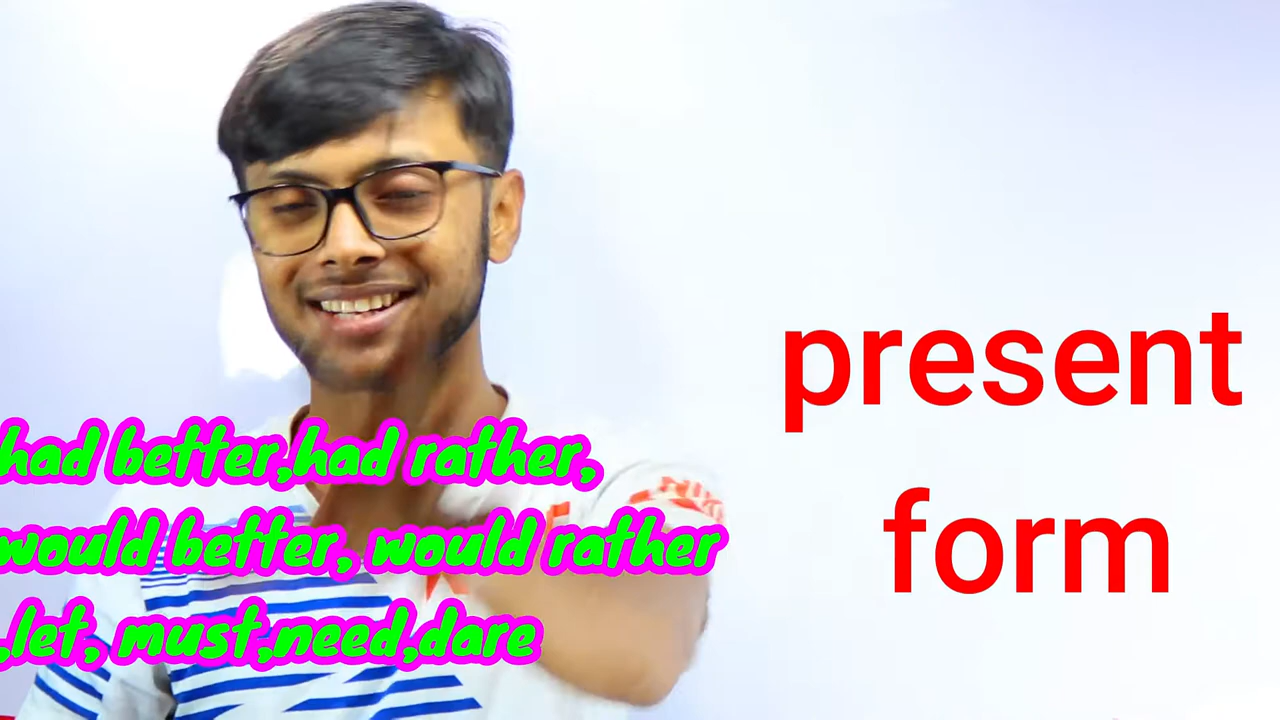 had better,had rather,
would better, would rather
,let, must,need,dare
present
form